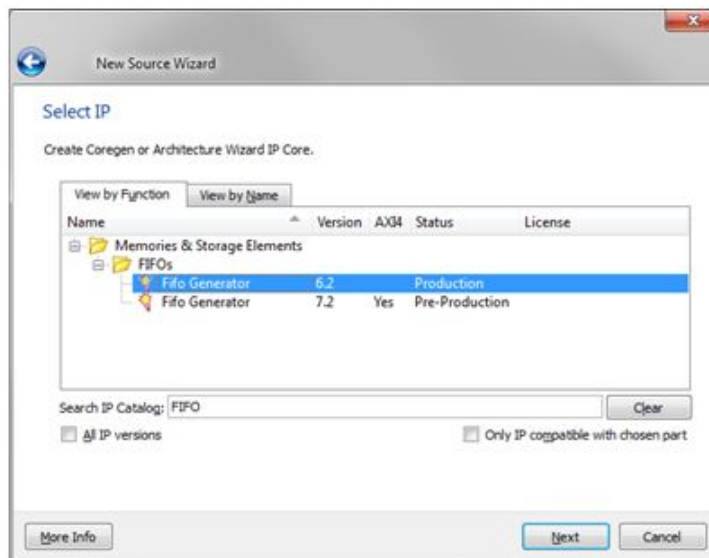 New Source Wizard
Select IP
Create Coregen or Architecture Wizard IP Core.
View by Function View by Name
Name Version AXI4 Status License
Memories & Storage Elements
FIFOs
Fifo Generator 6.2 Production
Fifo Generator 7.2 Yes Pre-Production
Search IP Catalog: FIFO Clear
All IP versions Only IP compatible with chosen part
More Info Next Cancel